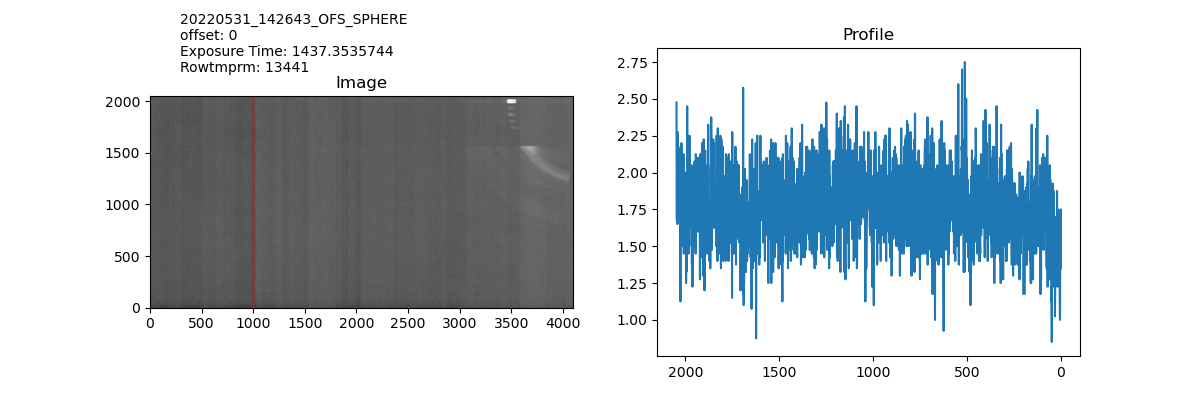 20220531_142643_OFS_SPHERE
offset: 0
Exposure Time: 1437.3535744
Rowtmprm: 13441
Image
2000
1500
1000
500
0
0 500 1000 1500 2000 2500 3000 3500 4000
Profile
2.75
2.50
2.25
2.00
1.75
1.50
1.25
1.00
2000 1500 1000 500 0